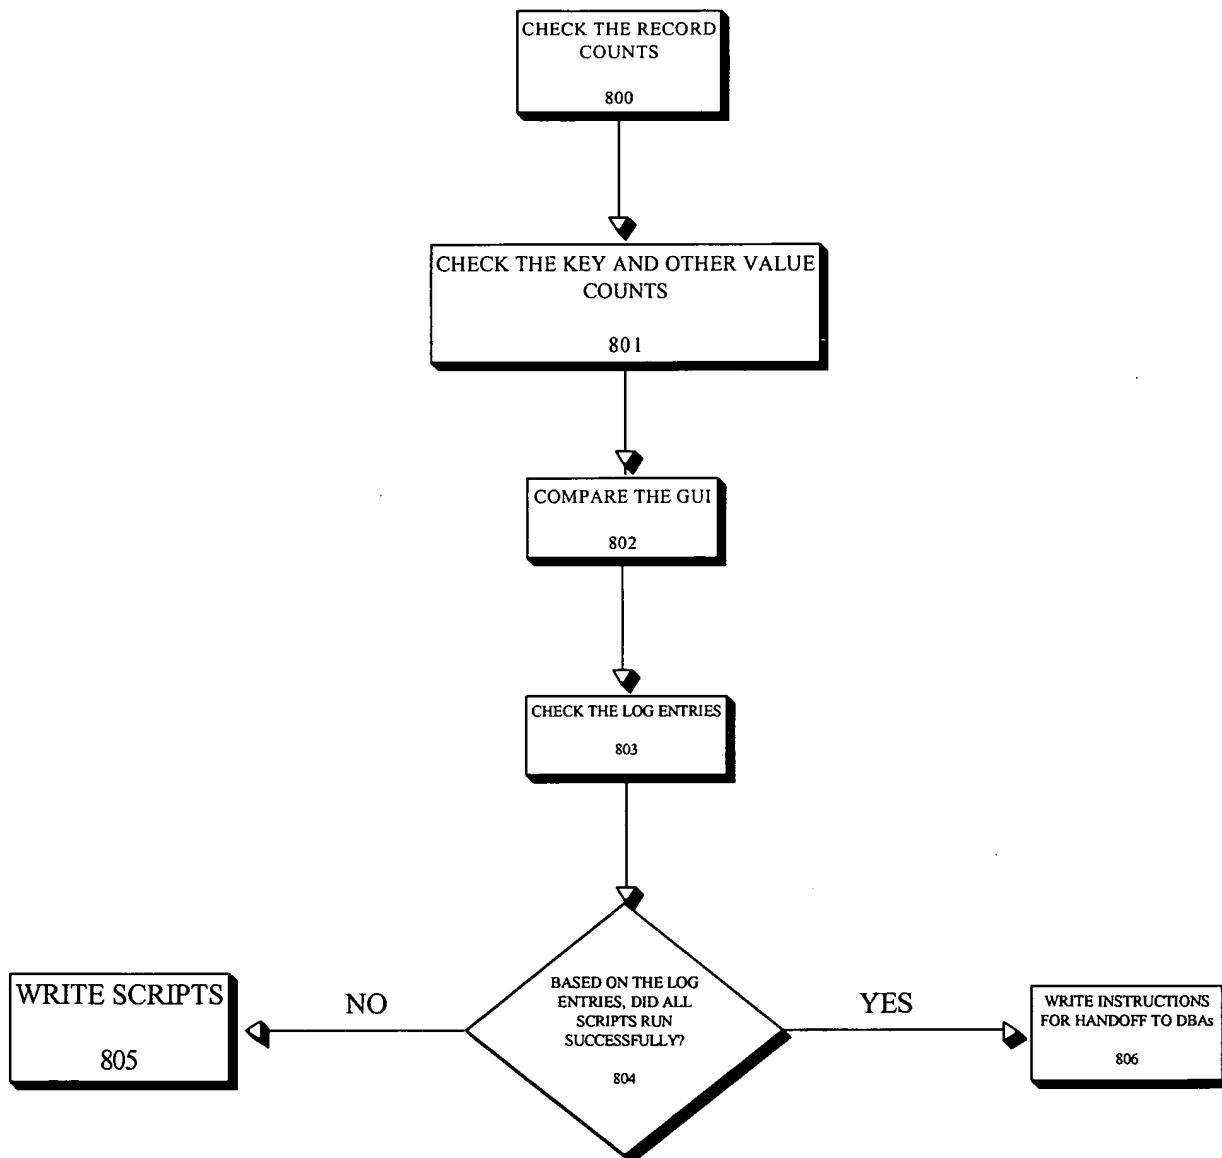 CHECK THE RECORD
COUNTS
800
CHECK THE KEY AND OTHER VALUE
COUNTS
801
COMPARE THE GUI
802
CHECK THE LOG ENTRIES
803
BASED ON THE LOG
ENTRIES, DID ALL
SCRIPTS RUN
SUCCESSFULLY?
804
NO
YES
WRITE SCRIPTS
805
WRITE INSTRUCTIONS
FOR HANDOFF TO DBAs
806